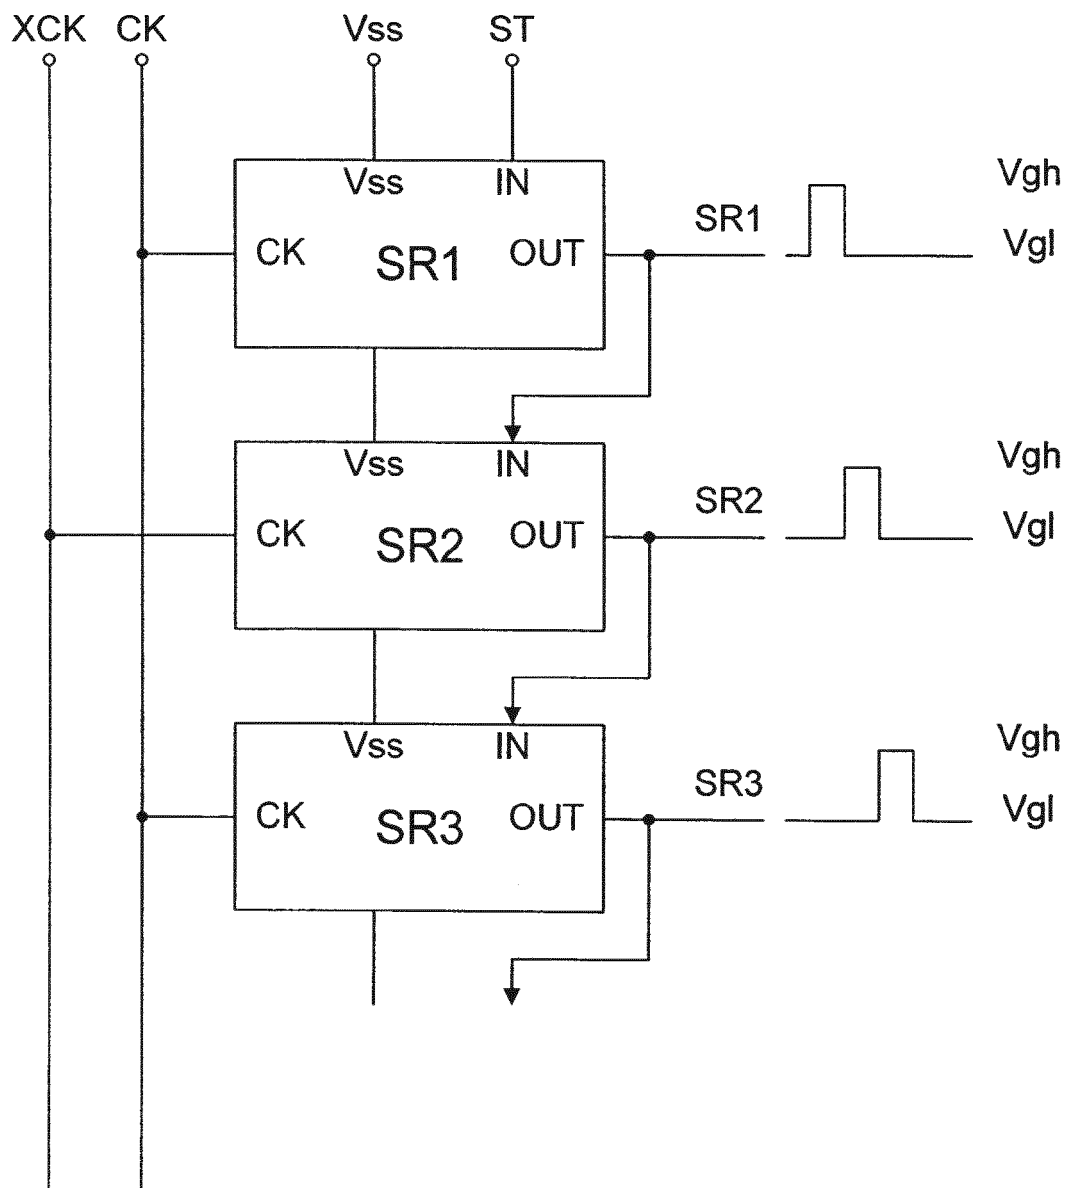 XCK CK Vss ST
Vss IN
CK SR1 OUT
SR1
Vgh
Vgl
Vss IN
CK SR2 OUT
SR2
Vgh
Vgl
Vss IN
CK SR3 OUT
SR3
Vgh
Vgl